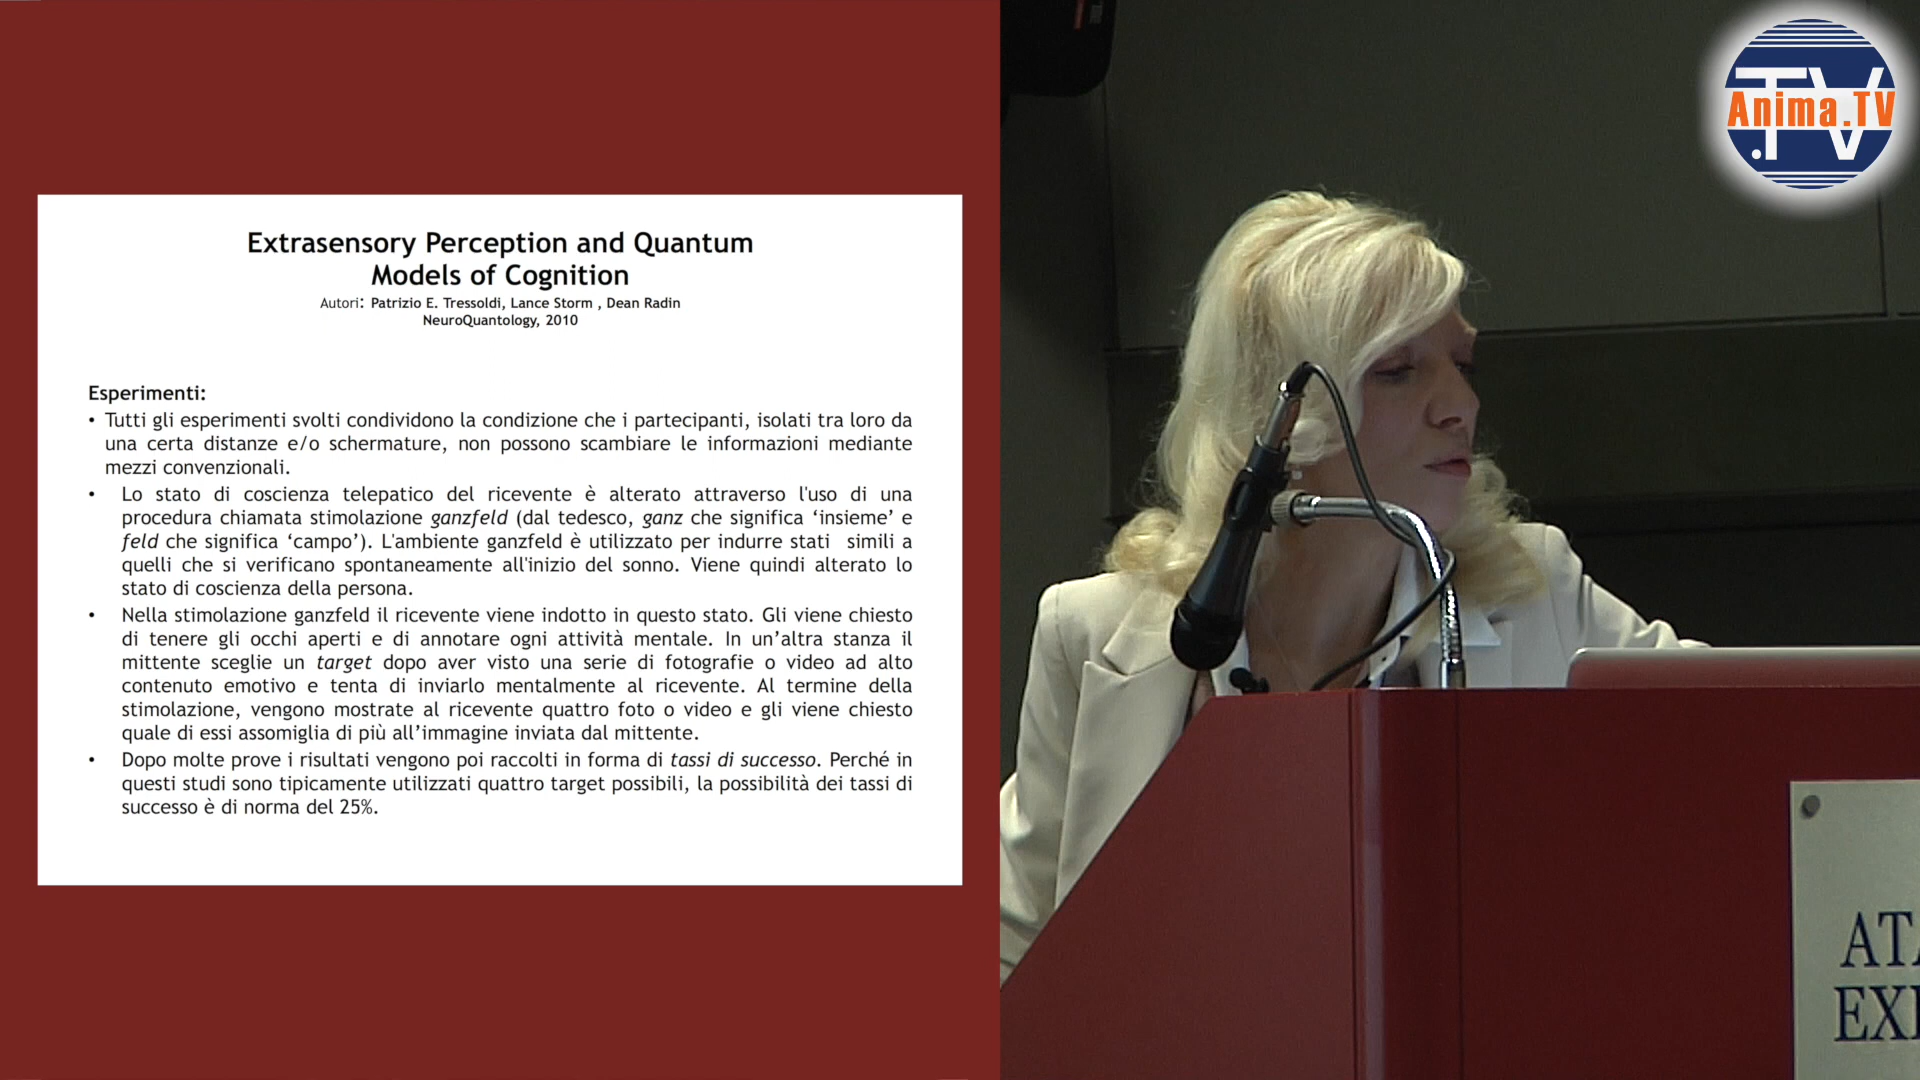 Extrasensory Perception and Quantum
Models of Cognition
Autori: Patrizio E. Tressoldi, Lance Storm , Dean Radin
NeuroQuantology, 2010
Esperimenti:
• Tutti gli esperimenti svolti condividono la condizione che i partecipanti, isolati tra loro da
una certa distanze e/o schermature, non possono scambiare le informazioni mediante
mezzi convenzionali.
• Lo stato di coscienza telepatico del ricevente è alterato attraverso l'uso di una
procedura chiamata stimolazione ganzfeld (dal tedesco, ganz che significa ‘insieme’ e
feld che significa ‘campo’). L'ambiente ganzfeld è utilizzato per indurre stati simili a
quelli che si verificano spontaneamente all'inizio del sonno. Viene quindi alterato lo
stato di coscienza della persona.
• Nella stimolazione ganzfeld il ricevente viene indotto in questo stato. Gli viene chiesto
di tenere gli occhi aperti e di annotare ogni attività mentale. In un’altra stanza il
mittente sceglie un target dopo aver visto una serie di fotografie o video ad alto
contenuto emotivo e tenta di inviarlo mentalmente al ricevente. Al termine della
stimolazione, vengono mostrate al ricevente quattro foto o video e gli viene chiesto
quale di essi assomiglia di più all’immagine inviata dal mittente.
• Dopo molte prove i risultati vengono poi raccolti in forma di tassi di successo. Perché in
questi studi sono tipicamente utilizzati quattro target possibili, la possibilità dei tassi di
successo è di norma del 25%.
.TV
Anima.TV
AT
EX